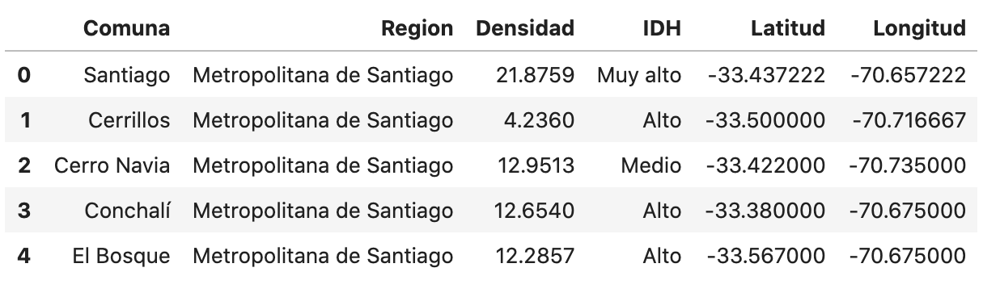 Comuna Region Densidad IDH Latitud Longitud
0 Santiago Metropolitana de Santiago 21.8759 Muy alto -33.437222 -70.657222
1 Cerrillos Metropolitana de Santiago 4.2360 Alto -33.500000 -70.716667
2 Cerro Navia Metropolitana de Santiago 12.9513 Medio -33.422000 -70.735000
3 Conchalí Metropolitana de Santiago 12.6540 Alto -33.380000 -70.675000
4 El Bosque Metropolitana de Santiago 12.2857 Alto -33.567000 -70.675000